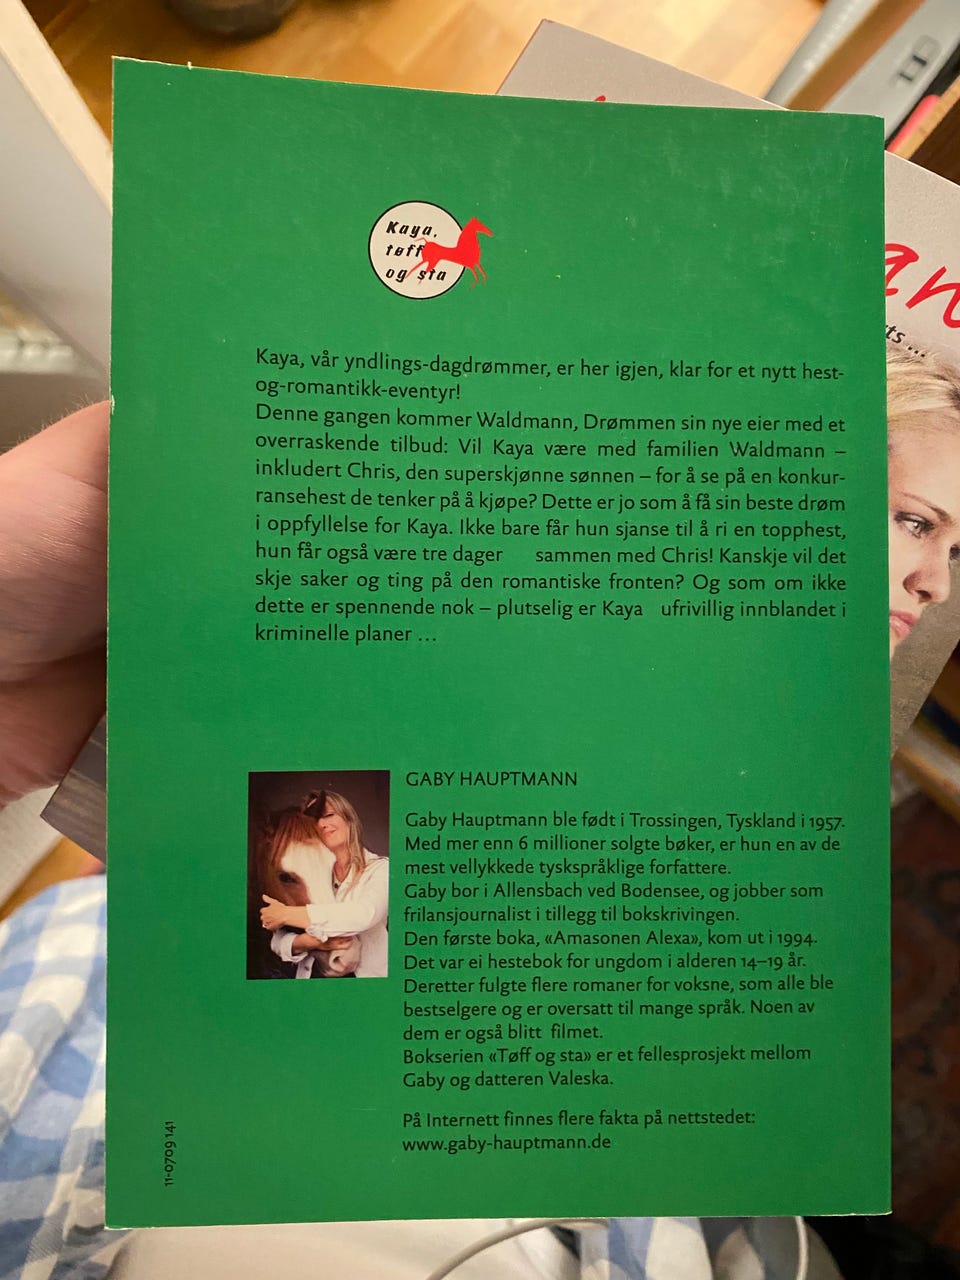 Kaya,
tøff
og sta
Kaya, vår yndlings-dagdrømmer, er her igjen, klar for et nytt hest-
og-romantikk-eventyr!
Denne gangen kommer Waldmann, Drømmen sin nye eier med et
overraskende tilbud: Vil Kaya være med familien Waldmann –
inkludert Chris, den superskjønne sønnen – for å se på en konkur-
ransehest de tenker på å kjøpe? Dette er jo som å få sin beste drøm
i oppfyllelse for Kaya. Ikke bare får hun sjanse til å ri en topphest,
hun får også være tre dager sammen med Chris! Kanskje vil det
skje saker og ting på den romantiske fronten? Og som om ikke
dette er spennende nok – plutselig er Kaya ufrivillig innblandet i
kriminelle planer ...
GABY HAUPTMANN
Gaby Hauptmann ble født i Trossingen, Tyskland i 1957.
Med mer enn 6 millioner solgte bøker, er hun en av de
mest vellykkede tyskspråklige forfattere.
Gaby bor i Allensbach ved Bodensee, og jobber som
frilansjournalist i tillegg til bokskrivingen.
Den første boka, «Amasonen Alexa», kom ut i 1994.
Det var ei hestebok for ungdom i alderen 14–19 år.
Deretter fulgte flere romaner for voksne, som alle ble
bestselgere og er oversatt til mange språk. Noen av
dem er også blitt filmet.
Bokserien «Tøff og sta» er et fellesprosjekt mellom
Gaby og datteren Valeska.
På Internett finnes flere fakta på nettstedet:
www.gaby-hauptmann.de
11-0709 141